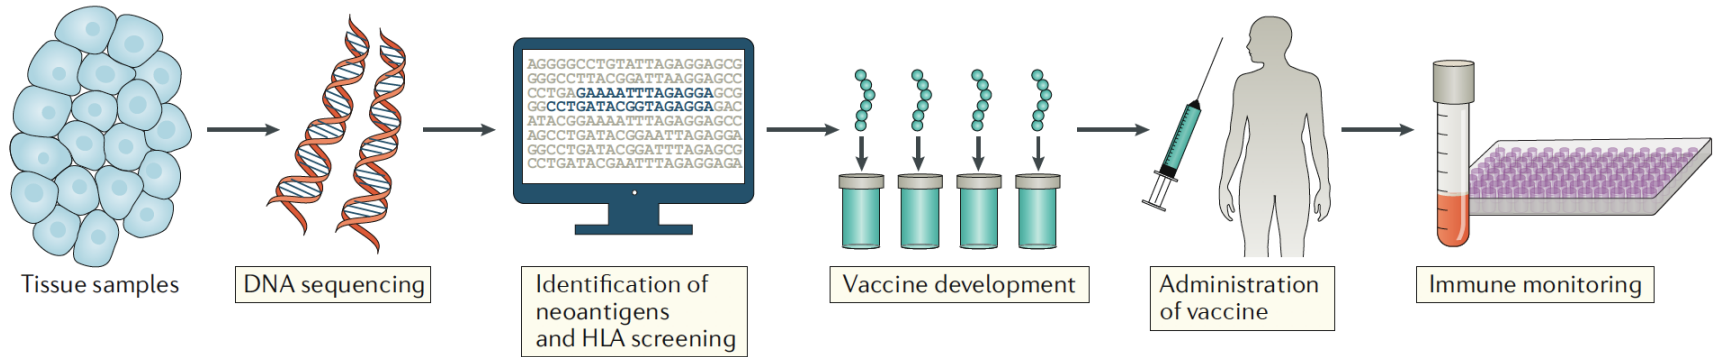 AGGGGCCTGTATTAGAGGAGCG
GGGCCTTACGGATTAAGGAGCC
CCTGAGAAAATTTAGAGGAGCG
GGCCTGATACGGTAGAGGAGAC
ATACGGAAAATTTAGAGGAGCC
AGCCTGATACGGAATTAGAGGA
GGCCTGATACGGATTTAGAGCG
CCTGATACGAATTTAGAGGAGA
Tissue samples
DNA sequencing
Identification of
neoantigens
and HLA screening
Vaccine development
Administration
of vaccine
Immune monitoring